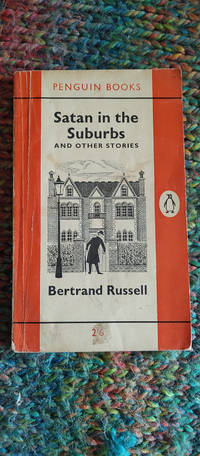 PENGUIN BOOKS
Satan in the
Suburbs
AND OTHER STORIES
Bertrand Russell
2'6